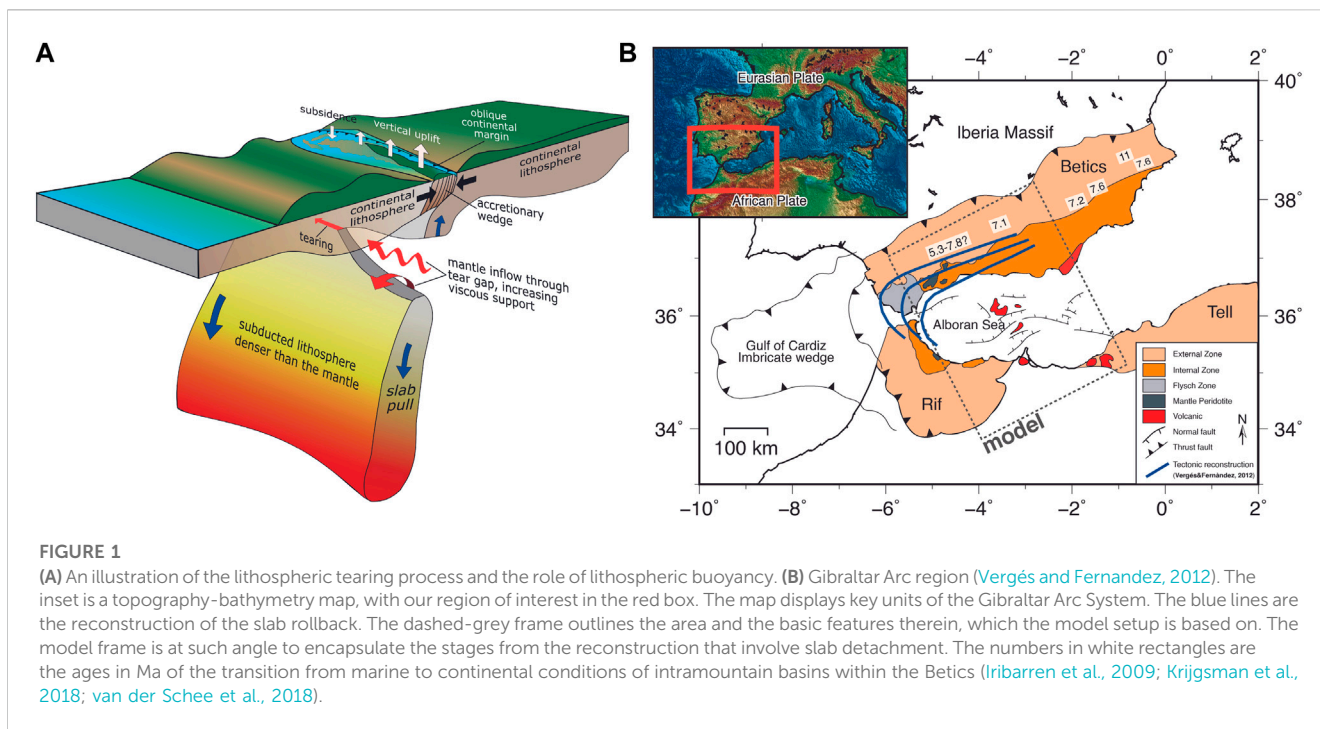 A
subsidence
vertical uplift
oblique
continental
margin
continental
lithosphere
continental
lithosphere
accretionary
wedge
tearing
mantle inflow through
tear gap, increasing
viscous support
subducted lithosphere
denser than the mantle
slab
pull
B
−4° −2° 0° 2°
Eurasian Plate
African Plate
40°
38°
36°
34°
Iberia Massif
Betics
11
7.6
7.6
7.2
7.1
5.3-7.8?
38°
36°
34°
Alboran Sea
Tell
Gulf of Cardiz
Imbricate wedge
Rif
model
100 km
External Zone
Internal Zone
Flysch Zone
Mantle Peridotite
Volcanic
N
Normal fault
Thrust fault
Tectonic reconstruction
(Vergés&Fernàndez, 2012)
−10° −8° −6° −4° −2° 0° 2°
FIGURE 1
(A) An illustration of the lithospheric tearing process and the role of lithospheric buoyancy. (B) Gibraltar Arc region (Vergés and Fernandez, 2012). The
inset is a topography-bathymetry map, with our region of interest in the red box. The map displays key units of the Gibraltar Arc System. The blue lines are
the reconstruction of the slab rollback. The dashed-grey frame outlines the area and the basic features therein, which the model setup is based on. The
model frame is at such angle to encapsulate the stages from the reconstruction that involve slab detachment. The numbers in white rectangles are
the ages in Ma of the transition from marine to continental conditions of intramountain basins within the Betics (Iribarren et al., 2009; Krijgsman et al.,
2018; van der Schee et al., 2018).